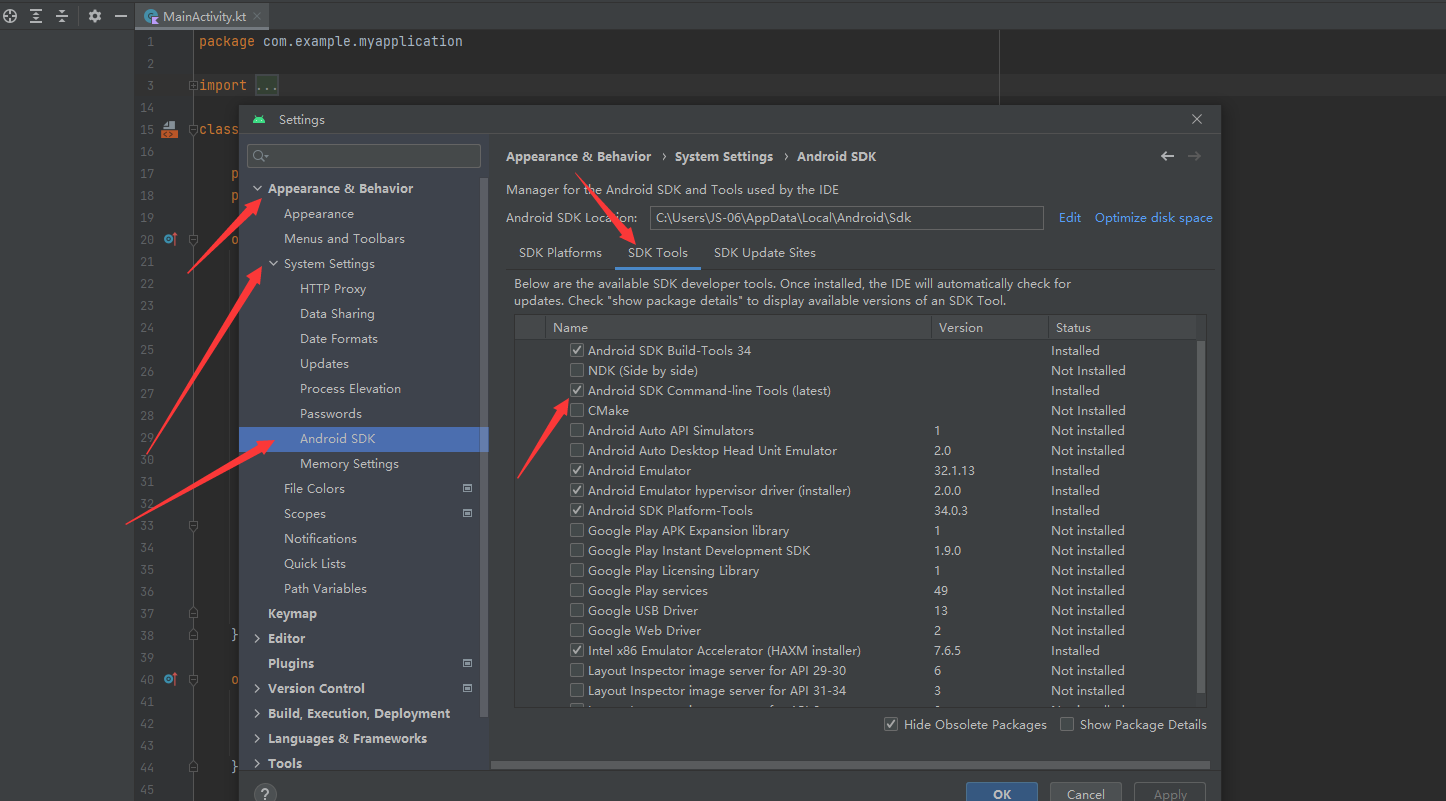 MainActivity.kt
1 package com.example.myapplication
2
3 import ...
14
15 class
16
17 p
18 p
19
20 o
21
22
23
24
25
26
27
28
29
30
31
32
33
34
35
36
37
38 }
39
40 o
41
42
43
44 }
45
Settings
Appearance & Behavior
Appearance
Menus and Toolbars
System Settings
HTTP Proxy
Data Sharing
Date Formats
Updates
Process Elevation
Passwords
Android SDK
Memory Settings
File Colors
Scopes
Notifications
Quick Lists
Path Variables
Keymap
Editor
Plugins
Version Control
Build, Execution, Deployment
Languages & Frameworks
Tools
?
Appearance & Behavior › System Settings › Android SDK
Manager for the Android SDK and Tools used by the IDE
Android SDK Location: C:\Users\JS-06\AppData\Local\Android\Sdk Edit Optimize disk space
SDK Platforms SDK Tools SDK Update Sites
Below are the available SDK developer tools. Once installed, the IDE will automatically check for
updates. Check "show package details" to display available versions of an SDK Tool.
Name Version Status
Android SDK Build-Tools 34 Installed
NDK (Side by side) Not Installed
Android SDK Command-line Tools (latest) Installed
CMake Not Installed
Android Auto API Simulators 1 Not installed
Android Auto Desktop Head Unit Emulator 2.0 Not installed
Android Emulator 32.1.13 Installed
Android Emulator hypervisor driver (installer) 2.0.0 Installed
Android SDK Platform-Tools 34.0.3 Installed
Google Play APK Expansion library 1 Not installed
Google Play Instant Development SDK 1.9.0 Not installed
Google Play Licensing Library 1 Not installed
Google Play services 49 Not installed
Google USB Driver 13 Not installed
Google Web Driver 2 Not installed
Intel x86 Emulator Accelerator (HAXM installer) 7.6.5 Installed
Layout Inspector image server for API 29-30 6 Not installed
Layout Inspector image server for API 31-34 3 Not installed
Hide Obsolete Packages Show Package Details
OK Cancel Apply